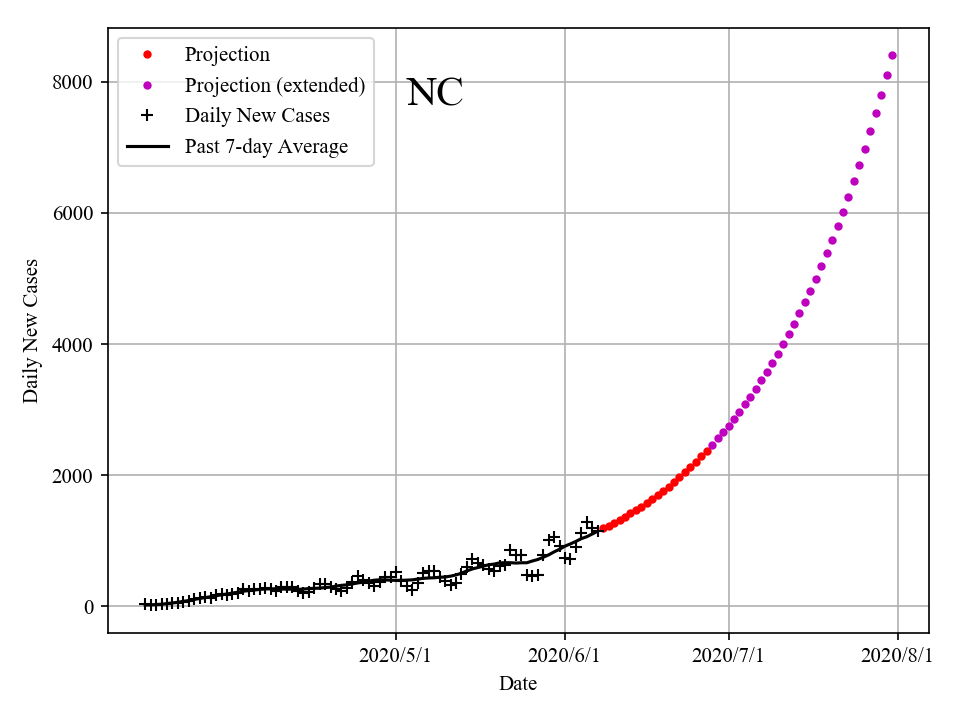 Projection
Projection (extended)
Daily New Cases
Past 7-day Average
NC
8000
6000
4000
2000
0
Daily New Cases
2020/5/1
2020/6/1
2020/7/1
2020/8/1
Date